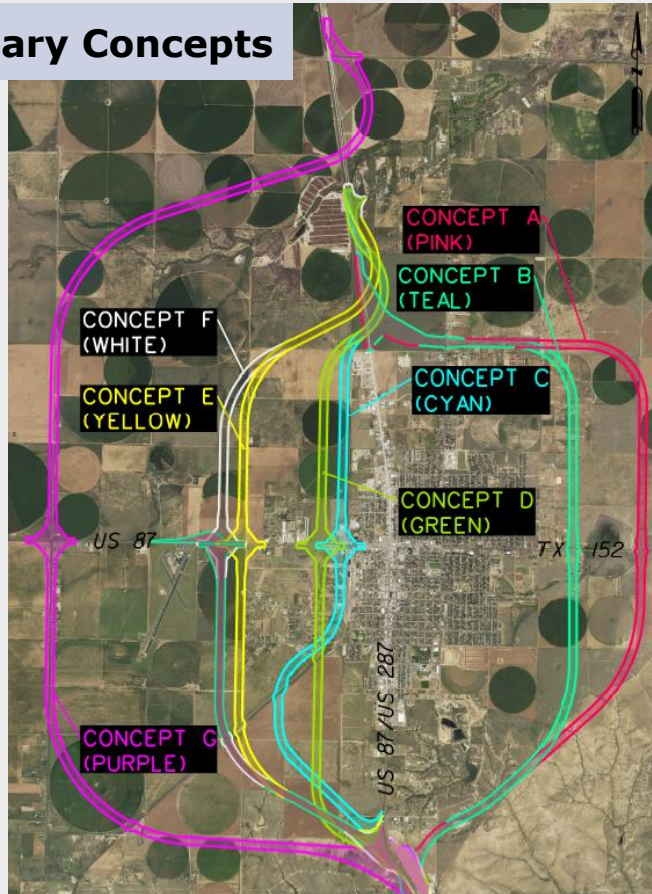 ary Concepts
N
CONCEPT A
(PINK)
CONCEPT B
(TEAL)
CONCEPT F
(WHITE)
CONCEPT C
(CYAN)
CONCEPT E
(YELLOW)
CONCEPT D
(GREEN)
US 87
TX 152
US 87/US 287
CONCEPT G
(PURPLE)